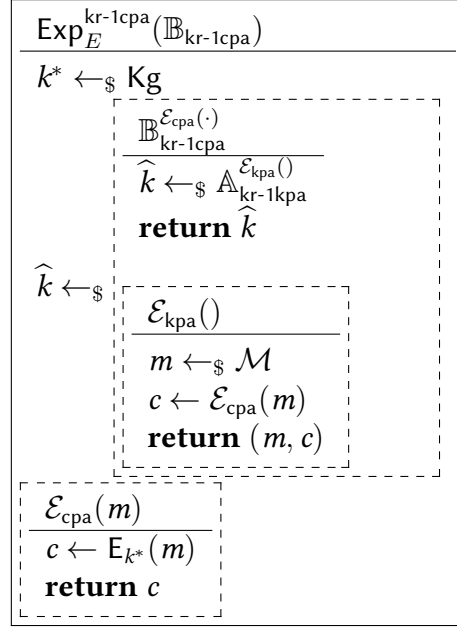 Exp_E^{kr-1cpa}(𝔹_{kr-1cpa})
k* ←_$ Kg
𝔹_{kr-1cpa}^{ℰ_{cpa}(·)}
k̂ ←_$ 𝔸_{kr-1kpa}^{ℰ_{kpa}()}
return k̂
k̂ ←_$
ℰ_{kpa}()
m ←_$ ℳ
c ← ℰ_{cpa}(m)
return (m, c)
ℰ_{cpa}(m)
c ← E_{k*}(m)
return c